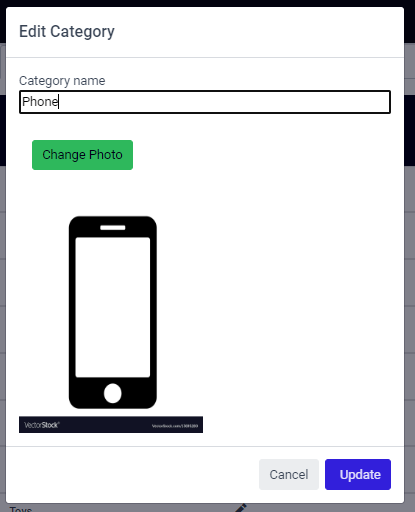 Edit Category
Category name
Phone
Change Photo
VectorStock®
Cancel
Update
Toys